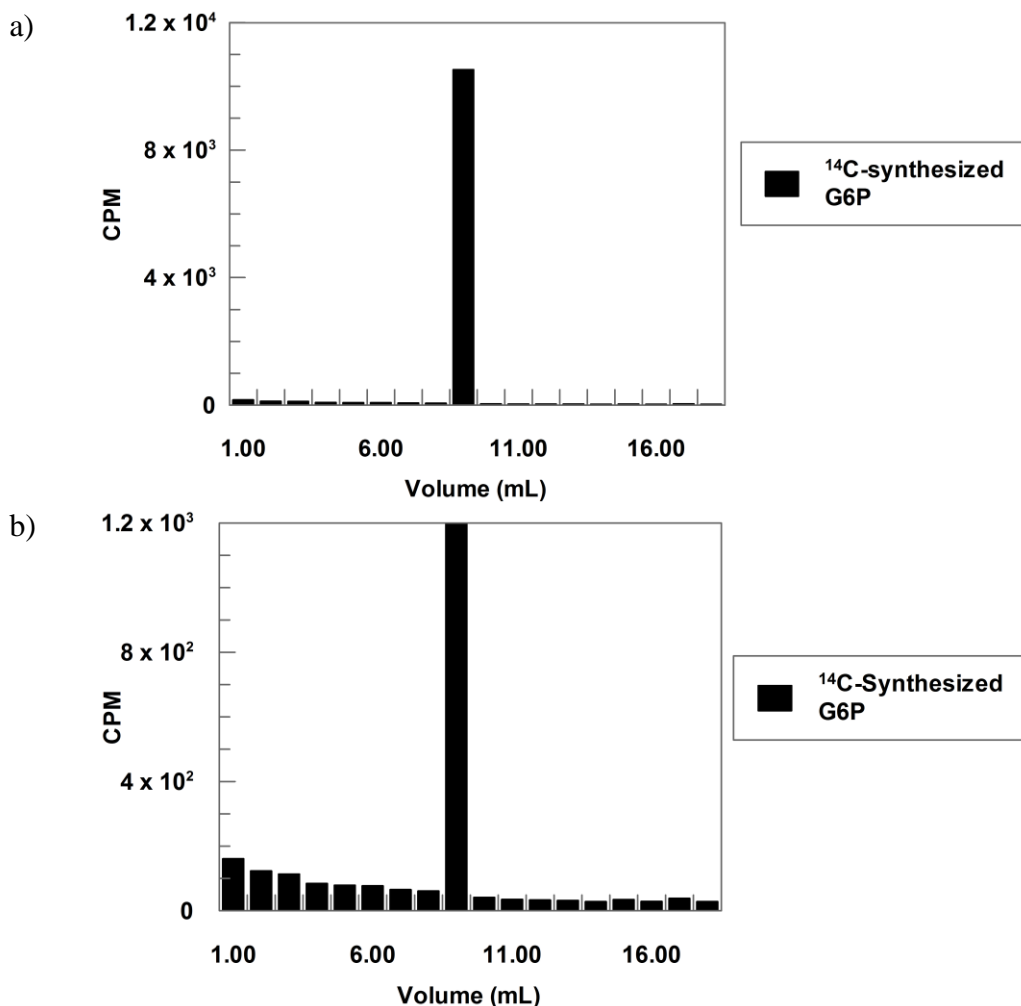 a)
1.2 x 10⁴
8 x 10³
4 x 10³
0
CPM
1.00 6.00 11.00 16.00
Volume (mL)
¹⁴C-synthesized
G6P
b)
1.2 x 10³
8 x 10²
4 x 10²
0
CPM
1.00 6.00 11.00 16.00
Volume (mL)
¹⁴C-Synthesized
G6P